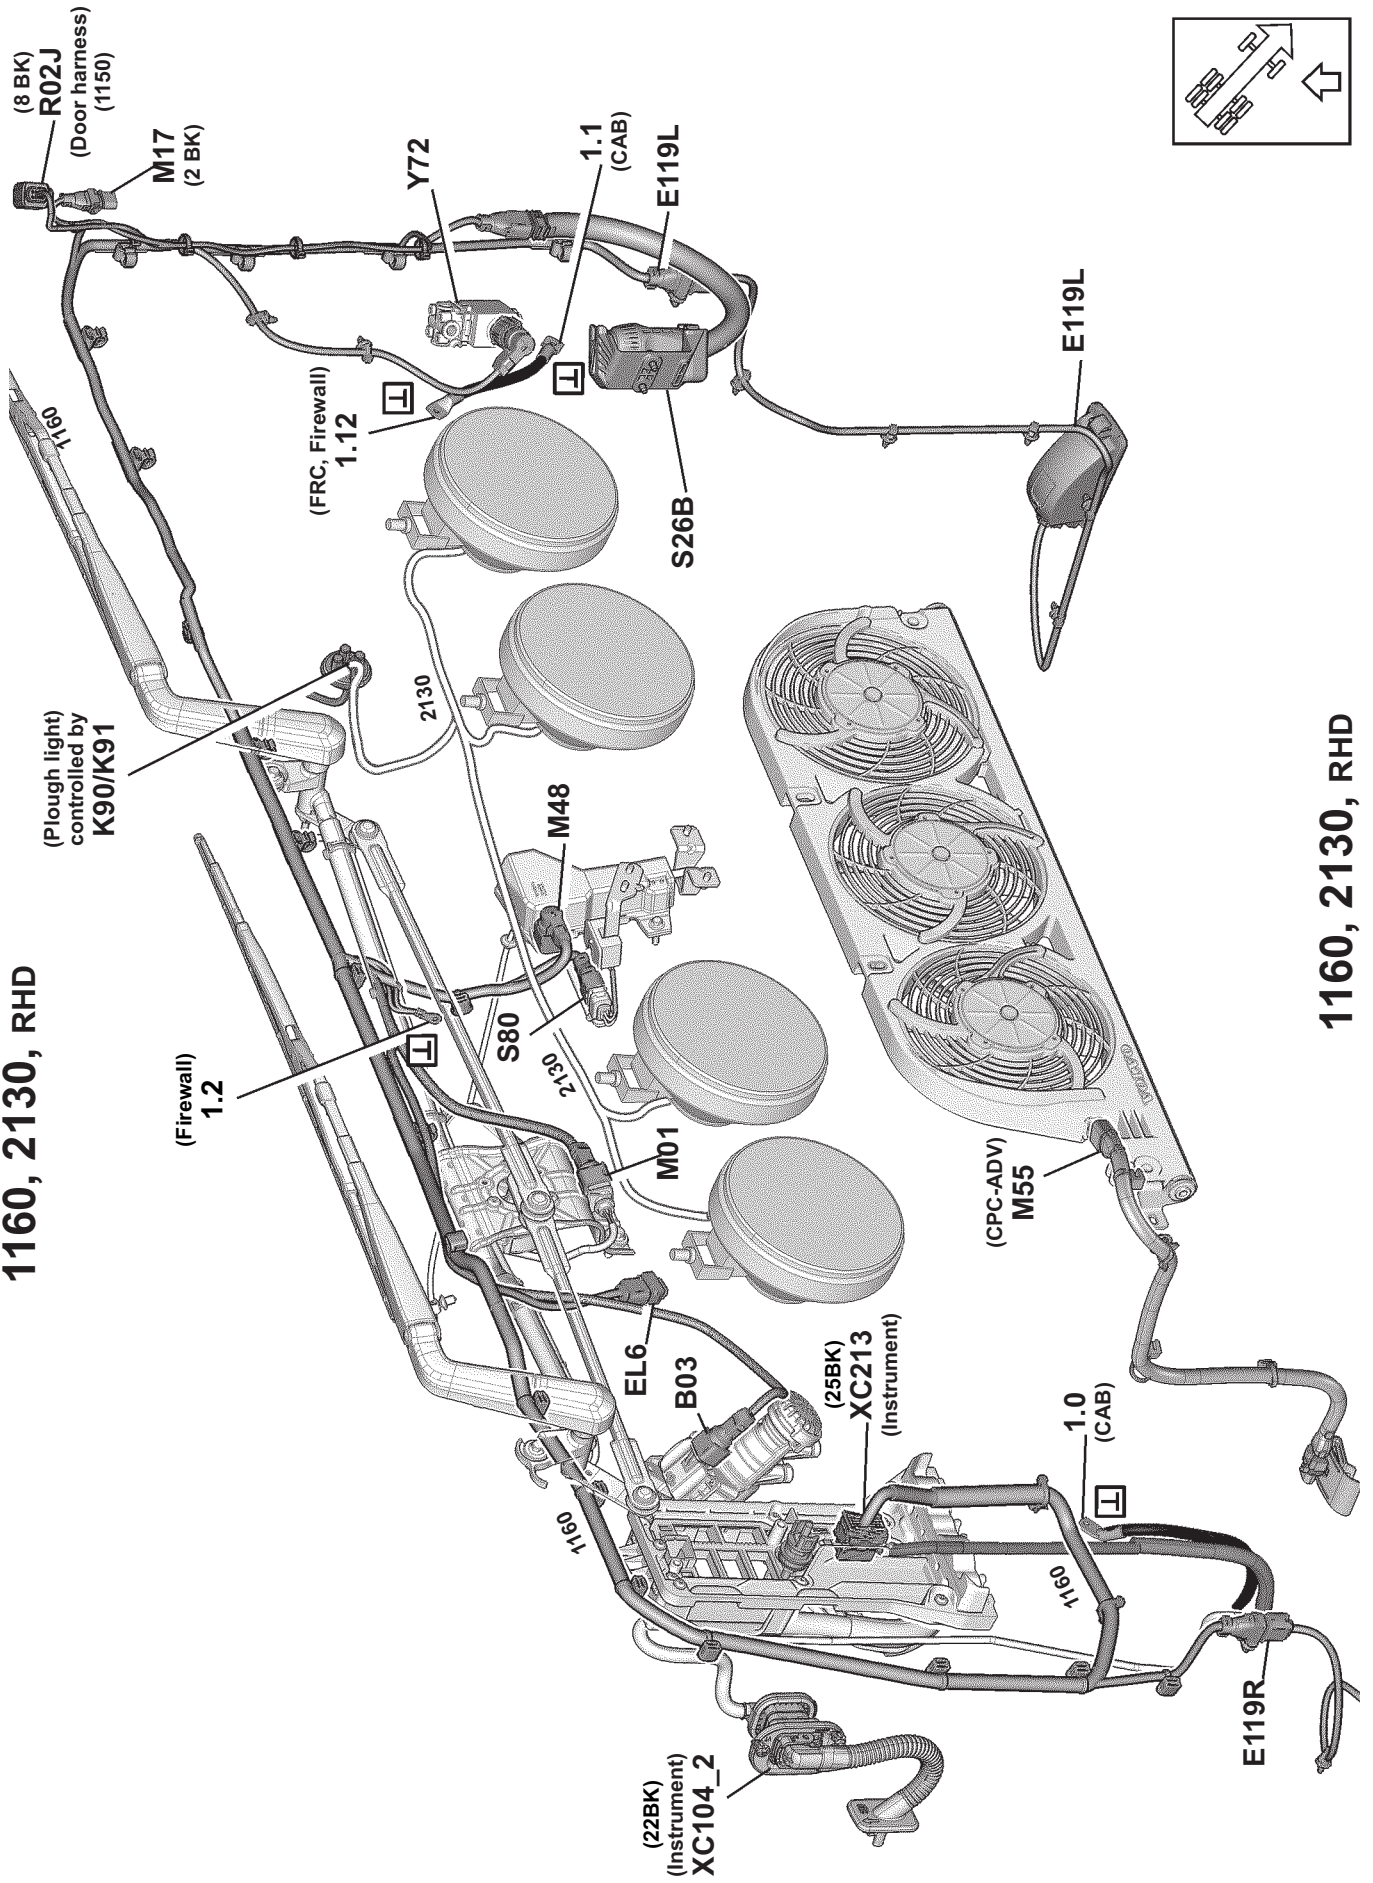 1160, 2130, RHD
(8 BK)
R02J
(Door harness)
(1150)
M17
(2 BK)
Y72
1.1
(CAB)
E119L
1160
(FRC, Firewall)
1.12
T
T
S26B
E119L
(Plough light)
controlled by
K90/K91
2130
M48
(Firewall)
1.2
T
S80
2130
M01
VOLVO
(CPC-ADV)
M55
EL6
B03
(25BK)
XC213
(Instrument)
1.0
(CAB)
T
1160
1160
E119R
(22BK)
(Instrument)
XC104_2
1160, 2130, RHD